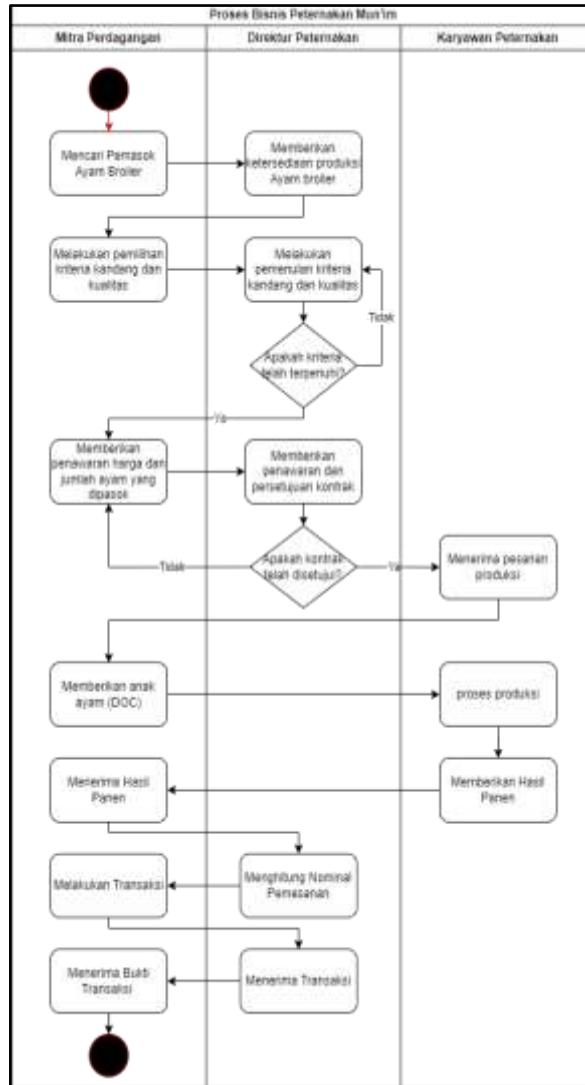 Proses Bisnis Peternakan Mun'im
Mitra Perdagangan
Direktur Peternakan
Karyawan Peternakan
Mencari Pemasok
Ayam Broiler
Memberikan
ketersediaan produksi
Ayam broiler
Melakukan pemilihan
kriteria kandang dan
kualitas
Melakukan
pemenuhan kriteria
kandang dan kualitas
Tidak
Apakah kriteria
telah terpenuhi?
Ya
Memberikan
penawaran harga dan
jumlah ayam yang
dipasok
Memberikan
penawaran dan
persetujuan kontrak
Tidak
Apakah kontrak
telah disetujui?
Ya
Menerima pesanan
produksi
Memberikan anak
ayam (DOC)
proses produksi
Menerima Hasil
Panen
Memberikan Hasil
Panen
Melakukan Transaksi
Menghitung Nominal
Pemesanan
Menerima Bukti
Transaksi
Menerima Transaksi